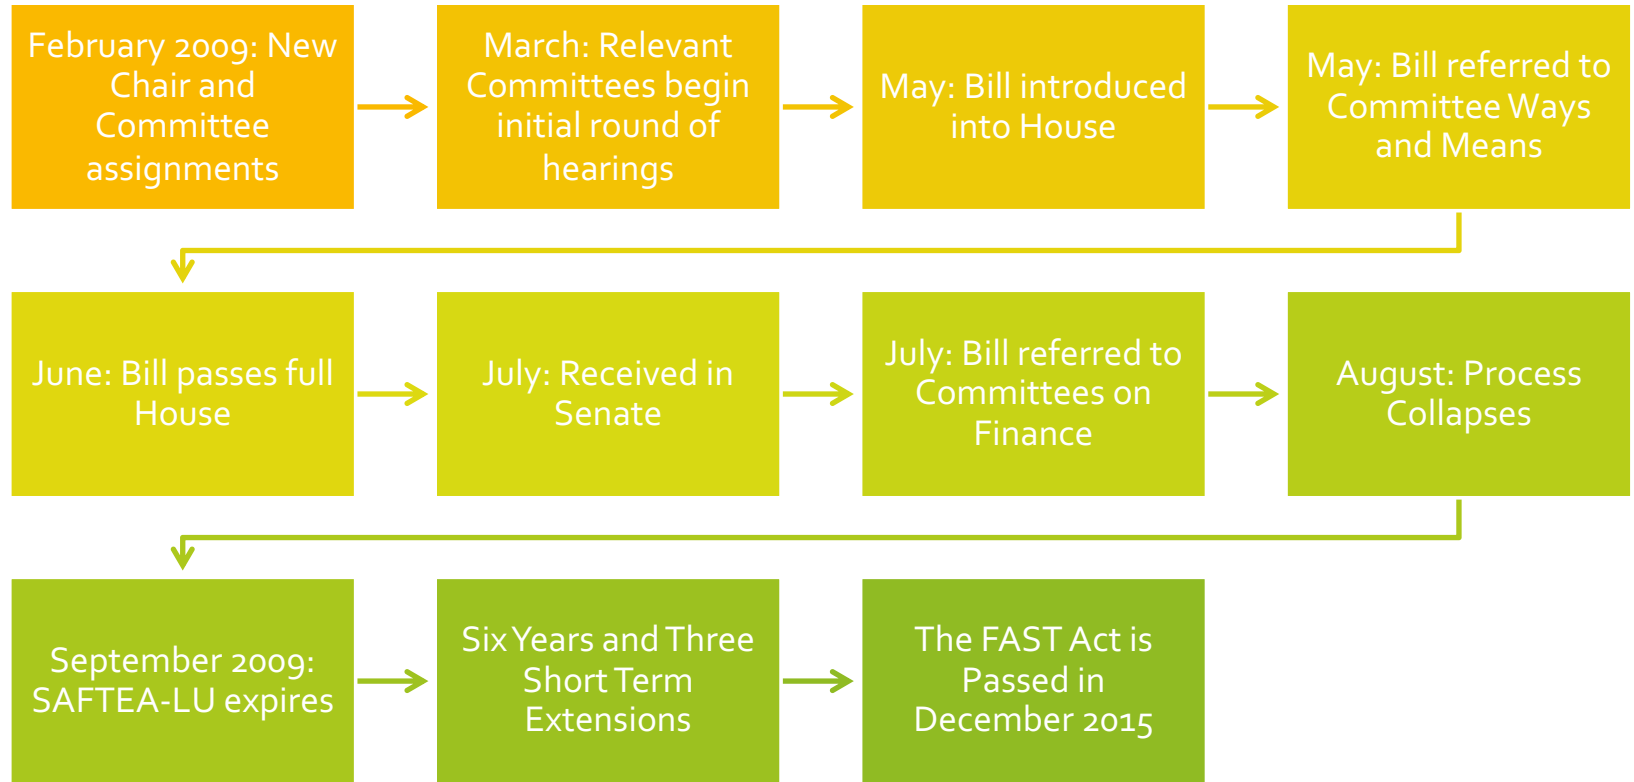 February 2009: New
Chair and
Committee
assignments
March: Relevant
Committees begin
initial round of
hearings
May: Bill introduced
into House
May: Bill referred to
Committee Ways
and Means
June: Bill passes full
House
July: Received in
Senate
July: Bill referred to
Committees on
Finance
August: Process
Collapses
September 2009:
SAFTEA-LU expires
Six Years and Three
Short Term
Extensions
The FAST Act is
Passed in
December 2015